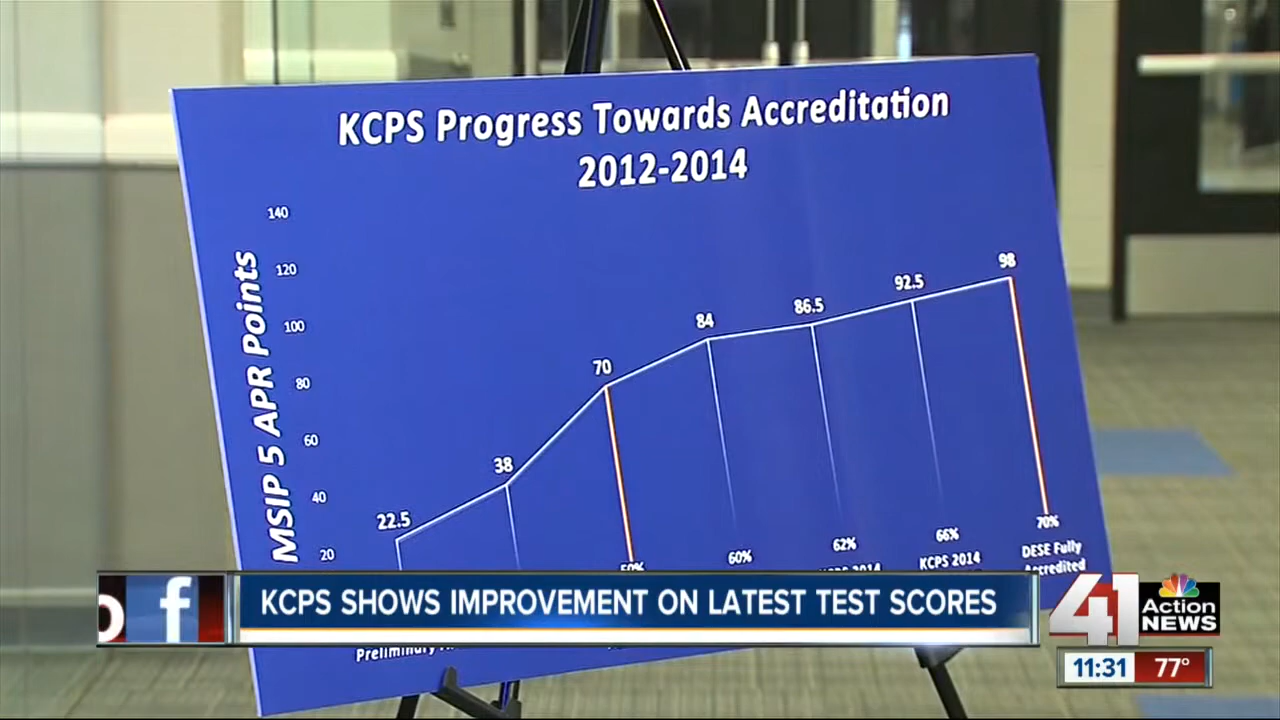 KCPS Progress Towards Accreditation
2012-2014
MSIP 5 APR Points
140
120
100
80
60
40
20
22.5
38
70
84
86.5
92.5
98
60%
62%
66%
70%
KCPS 2014
DESE Fully
Accredited
Preliminary
f
KCPS SHOWS IMPROVEMENT ON LATEST TEST SCORES
41
Action
NEWS
11:31 77°